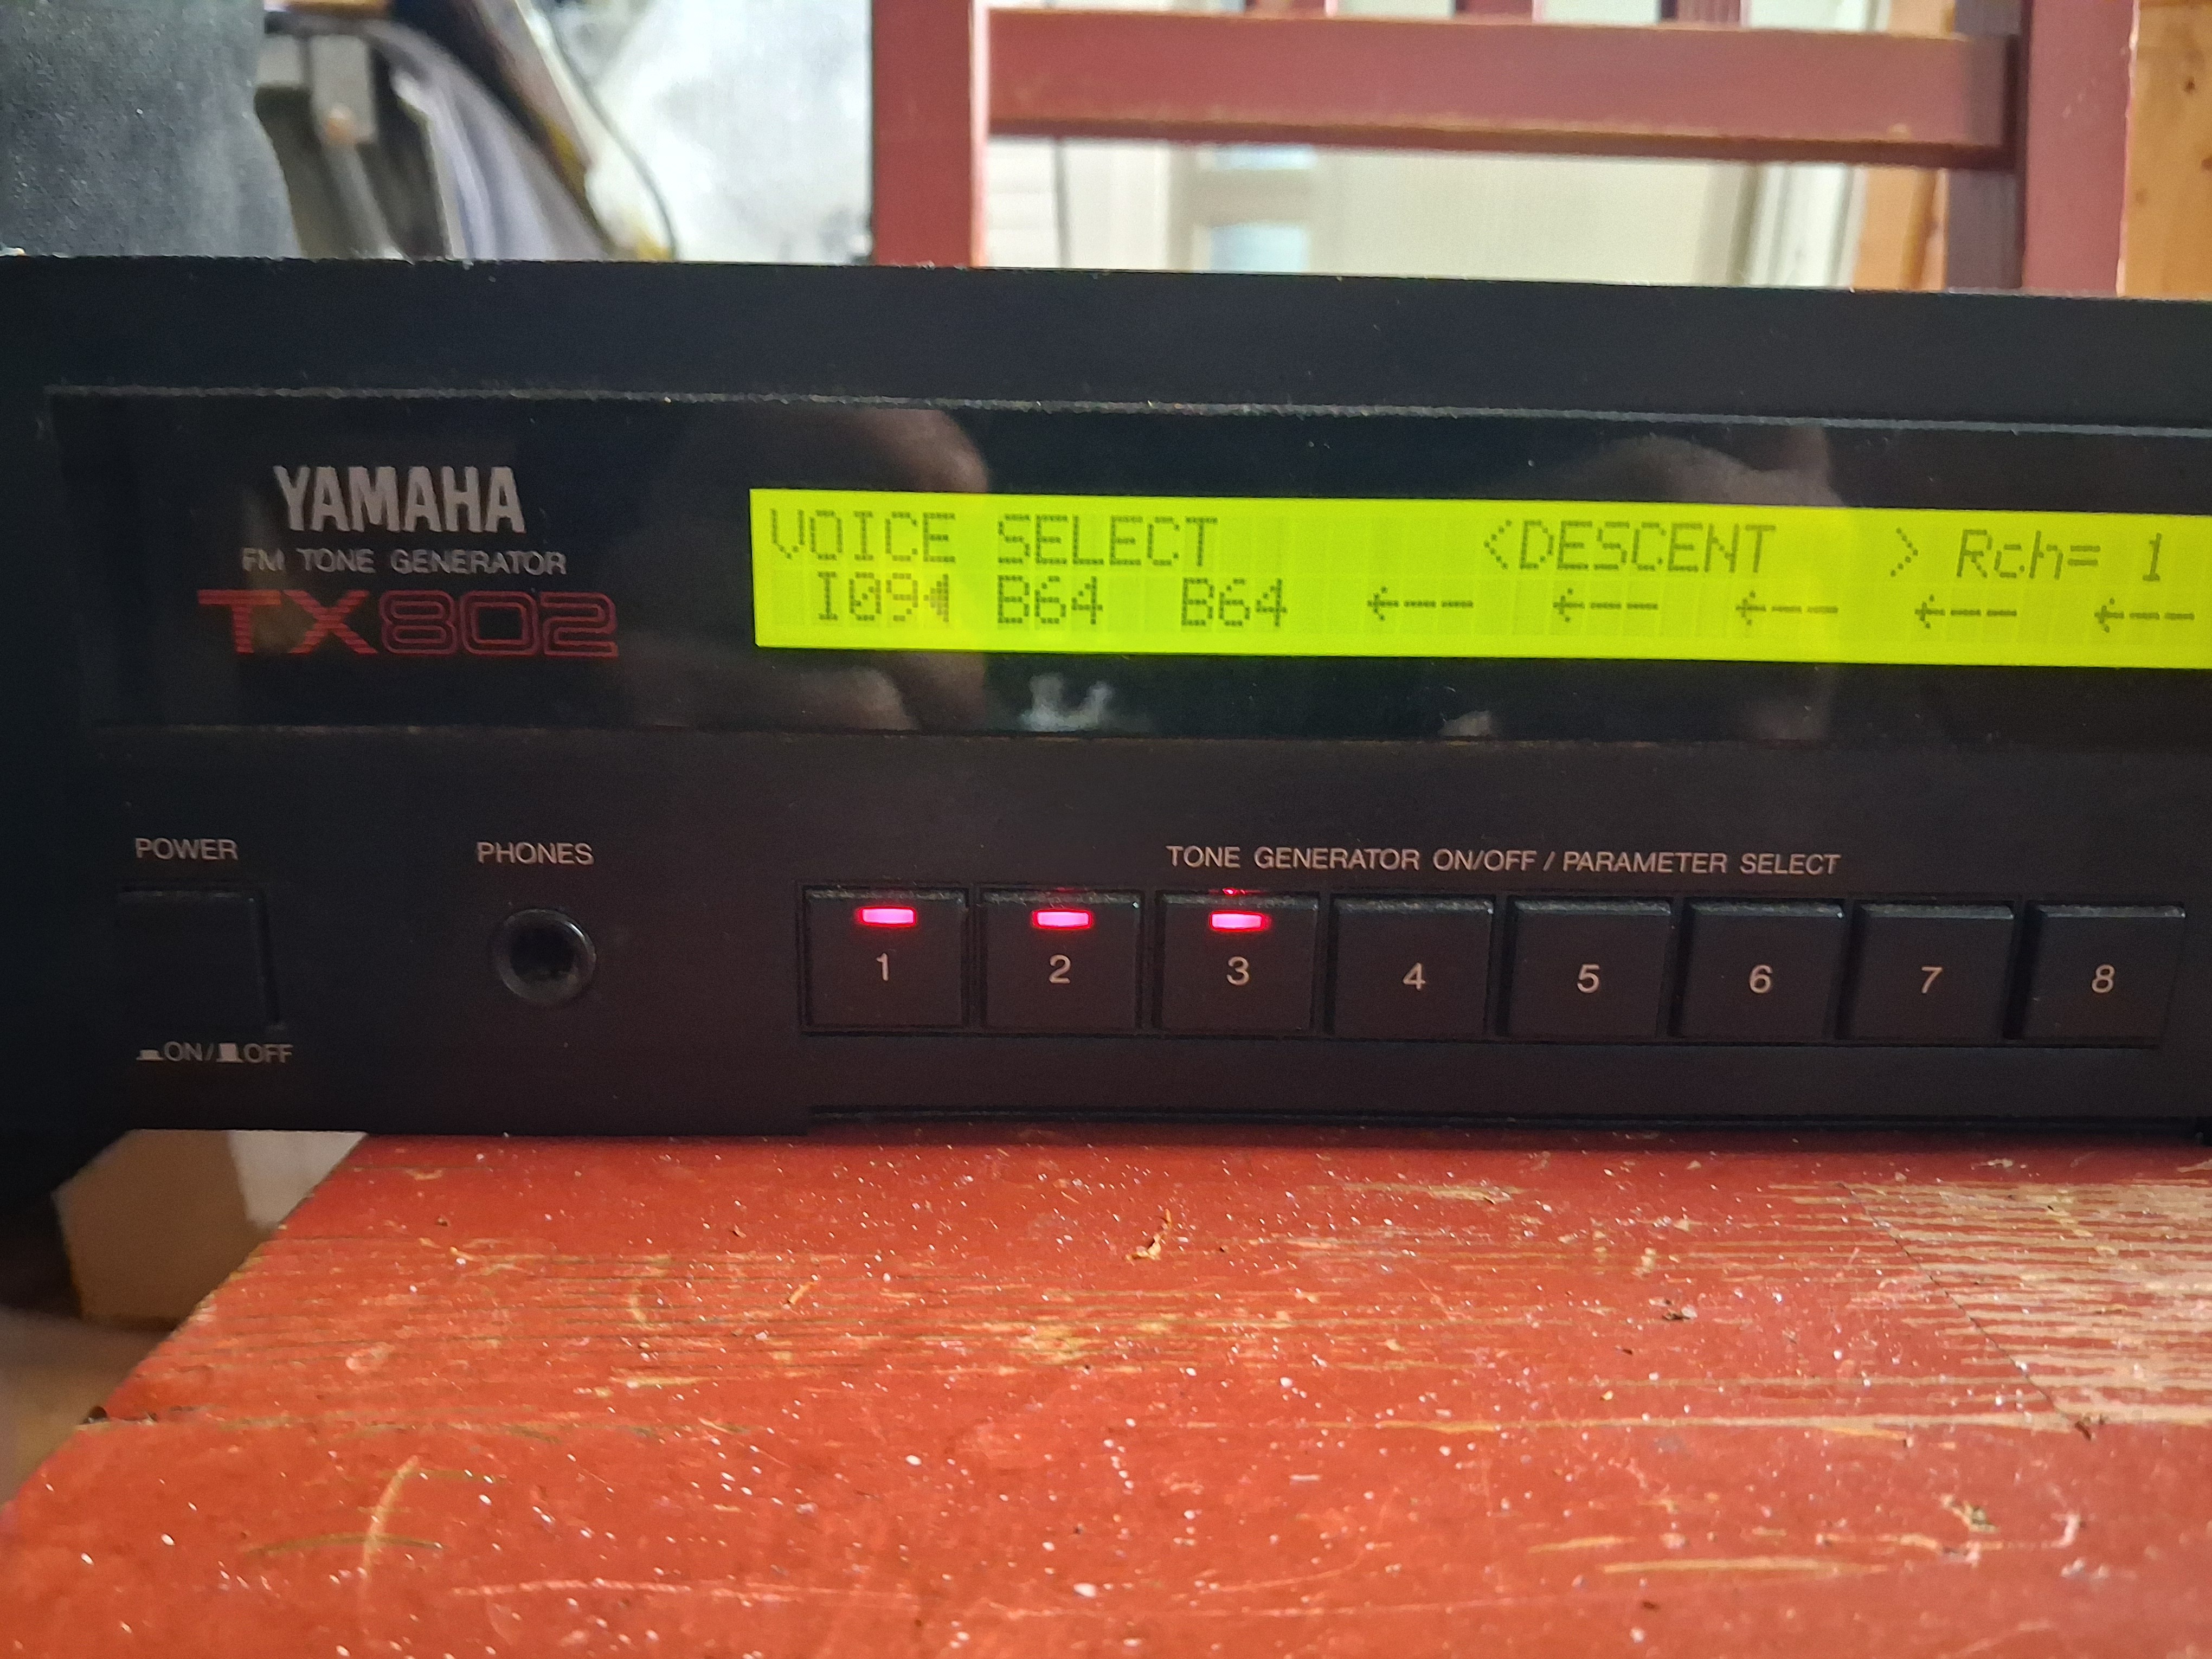 YAMAHA
FM TONE GENERATOR
TX802
VOICE SELECT <DESCENT > Rch= 1
I09◀ B64 B64 ←--- ←--- ←--- ←--- ←---
POWER
PHONES
TONE GENERATOR ON/OFF / PARAMETER SELECT
1 2 3 4 5 6 7 8
ON/ OFF